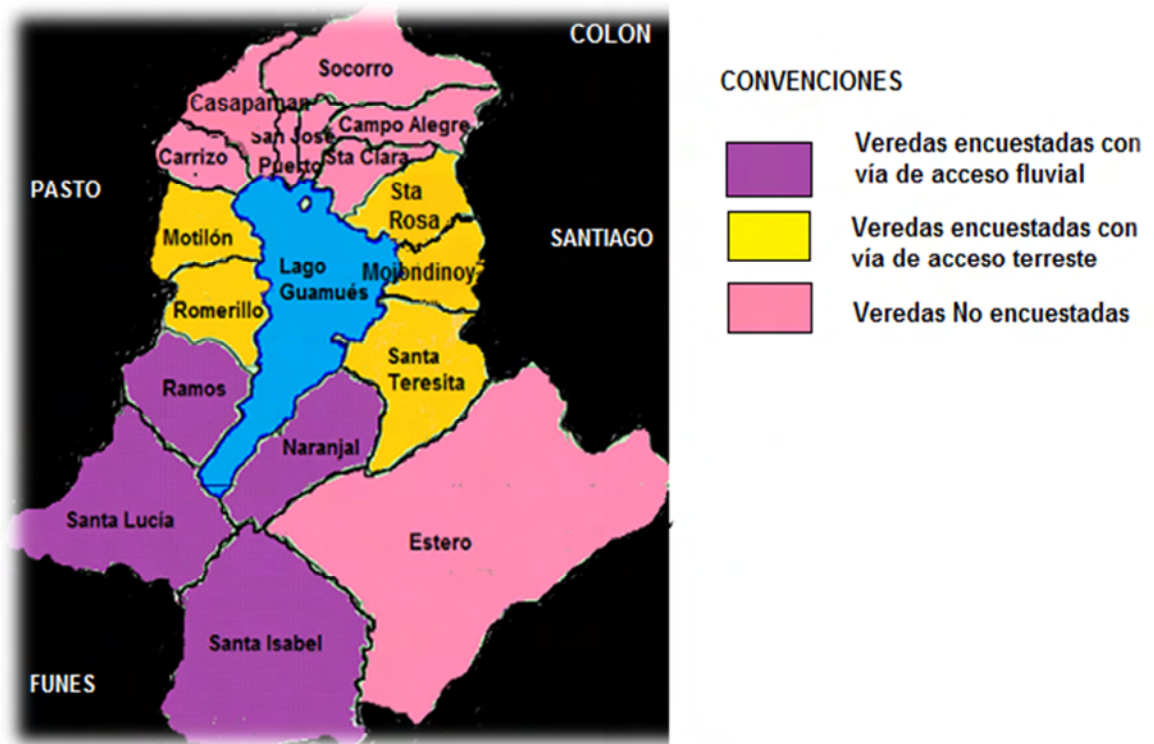 COLON
Socorro
Casapaman
San José
Campo Alegre
Carrizo
Puerto
Sta Clara
PASTO
Sta
Rosa
Motilón
SANTIAGO
Lago
Guamués
Mojondinoy
Romerillo
Santa
Teresita
Ramos
Naranjal
Santa Lucía
Estero
Santa Isabel
FUNES
CONVENCIONES
Veredas encuestadas con
vía de acceso fluvial
Veredas encuestadas con
vía de acceso terreste
Veredas No encuestadas